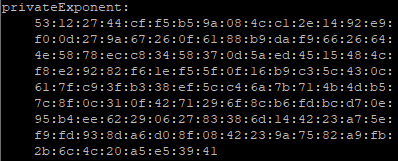 privateExponent:
53:12:27:44:cf:f5:b5:9a:08:4c:c1:2e:14:92:e9:
f0:0d:27:9a:67:26:0f:61:88:b9:da:f9:66:26:64:
4e:58:78:ec:c8:34:58:37:0d:5a:ed:45:15:48:4c:
f8:e2:92:82:f6:1e:f5:5f:0f:16:b9:c3:5c:43:0c:
61:7f:c9:3f:b3:38:ef:5c:c4:6a:7b:71:4b:4d:b5:
7c:8f:0c:31:0f:42:71:29:6f:8c:b6:fd:bc:d7:0e:
95:b4:ee:62:29:06:27:83:38:6d:14:42:23:a7:5e:
f9:fd:93:8d:a6:d0:8f:08:42:23:9a:75:82:a9:fb:
2b:6c:4c:20:a5:e5:39:41